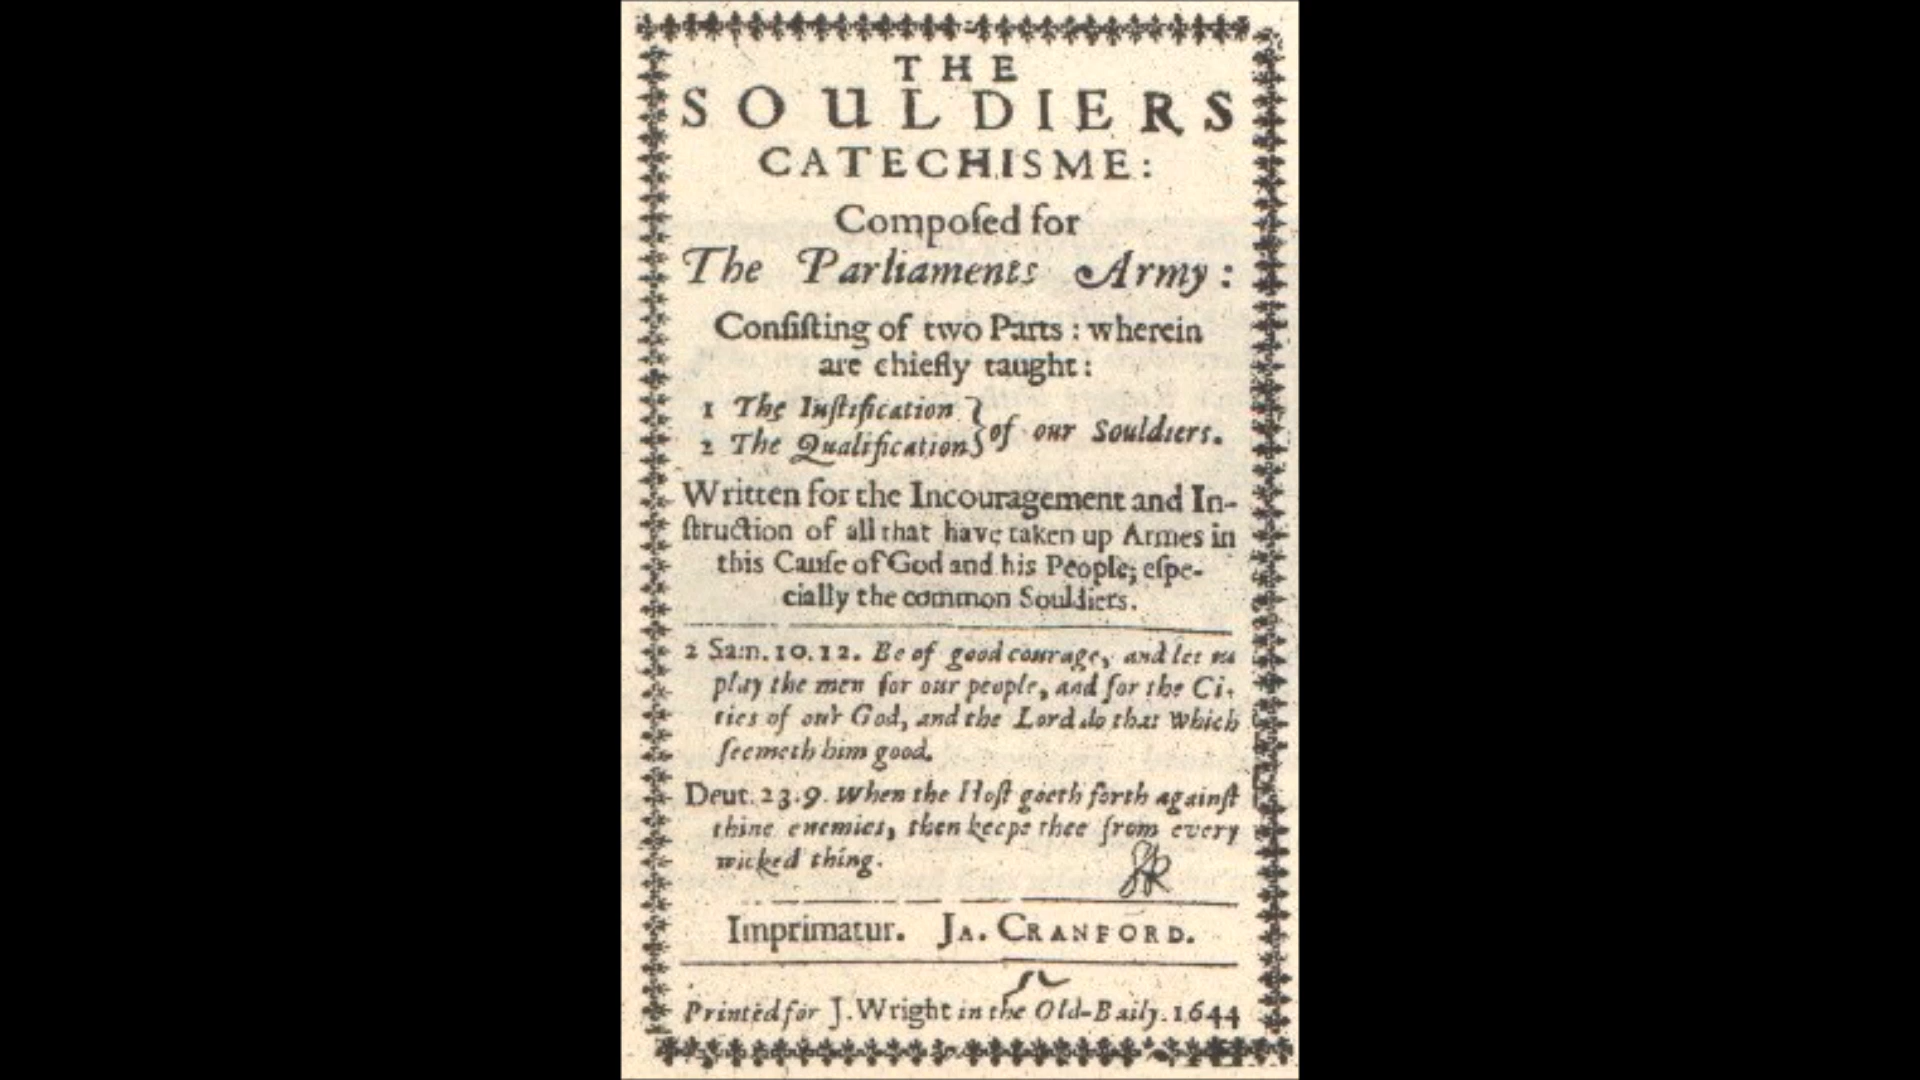 THE
SOULDIERS
CATECHISME:
Compoſed for
The Parliaments Army:
Conſiſting of two Parts: wherein
are chiefly taught:
1 The Iuſtification
2 The Qualification
} of our Souldiers.
Written for the Incouragement and In-
ſtruction of all that have taken up Armes in
this Cauſe of God and his People; eſpe-
cially the common Souldiers.
2 Sam. 10.12. Be of good courage, and let us
play the men for our people, and for the Ci-
ties of our God, and the Lord do that which
ſeemeth him good.
Deut. 23.9. When the Hoſt goeth forth againſt
thine enemies, then keepe thee from every
wicked thing.
Imprimatur. JA. CRANFORD.
Printed for J. Wright in the Old-Baily. 1644